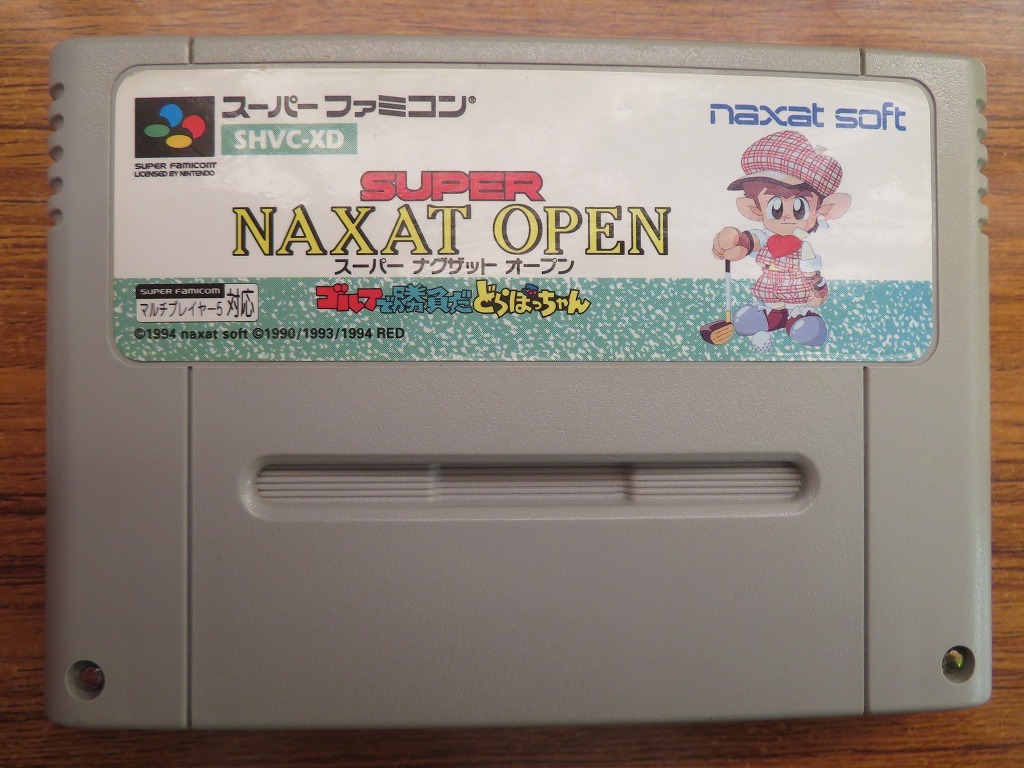 スーパーファミコン®
SHVC-XD
SUPER FAMICOM
LICENSED BY NINTENDO
naxat soft
SUPER
NAXAT OPEN
スーパー ナグザット オープン
ゴルフで勝負だ どらぼっちゃん
SUPER FAMICOM
マルチプレイヤー5 対応
©1994 naxat soft ©1990/1993/1994 RED